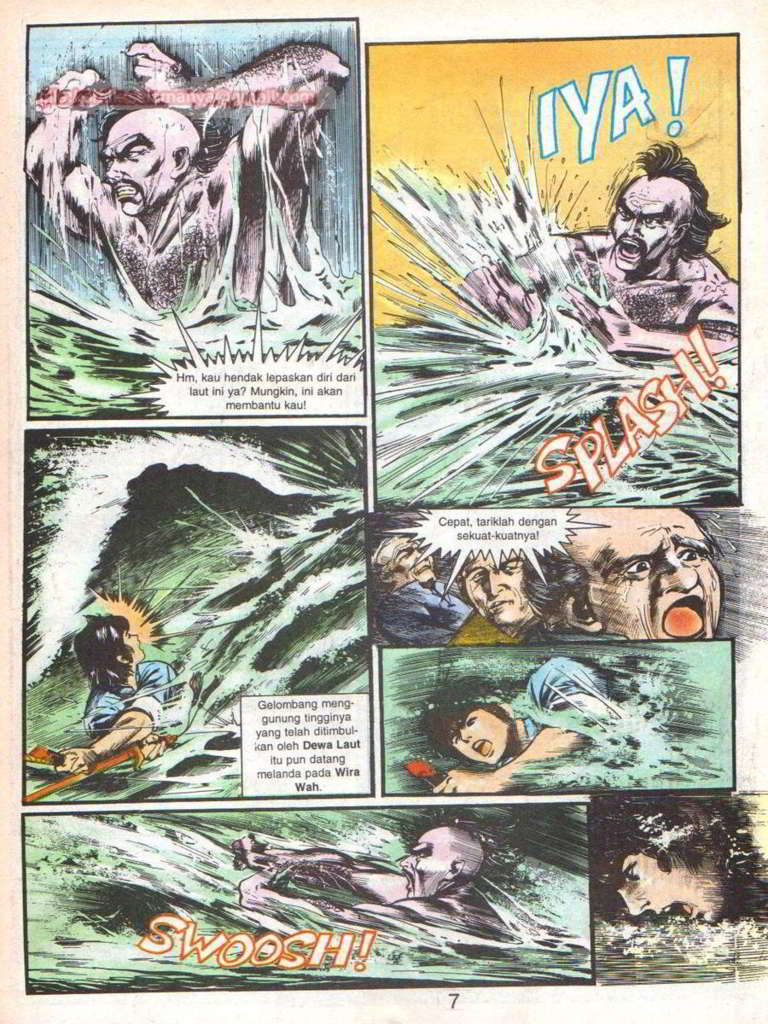 Hm, kau hendak lepaskan diri dari
laut ini ya? Mungkin, ini akan
membantu kau!
IYA!
SPLASH!!
Gelombang meng-
gunung tingginya
yang telah ditimbul-
kan oleh Dewa Laut
itu pun datang
melanda pada Wira
Wah.
Cepat, tariklah dengan
sekuat-kuatnya!
SWOOSH!
7